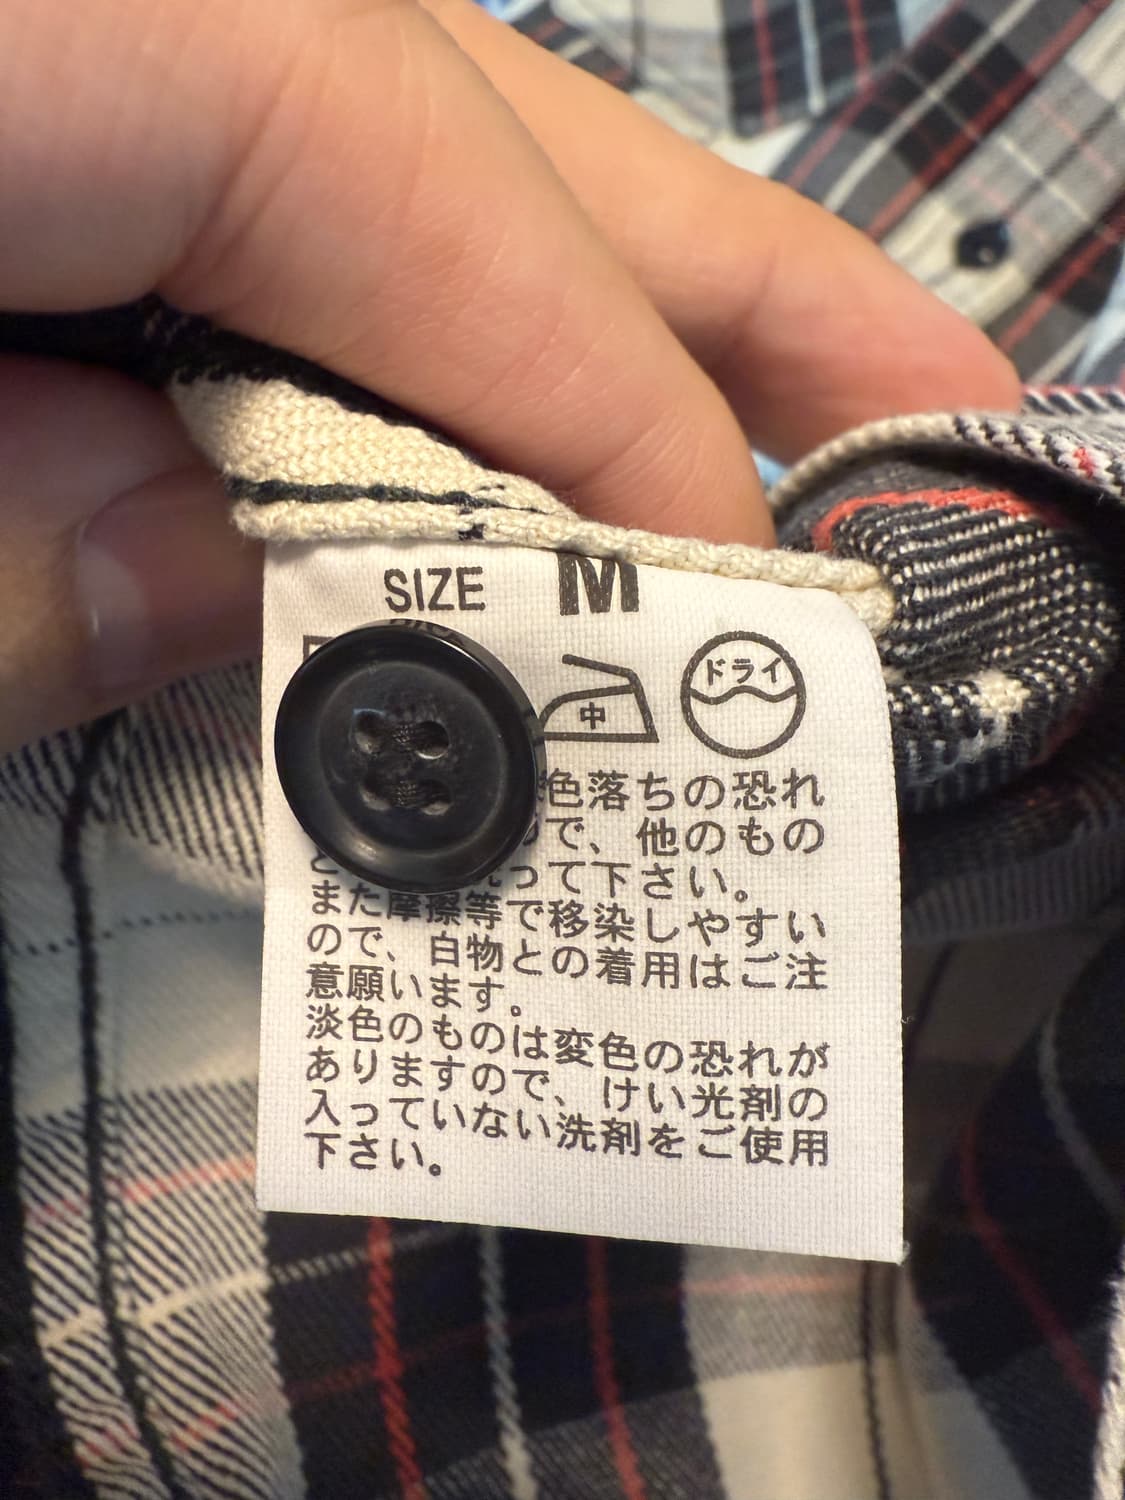 SIZE M
中 ドライ
色落ちの恐れ
で、他のもの
って下さい。
また摩擦等で移染しやすい
ので、白物との着用はご注
意願います。
淡色のものは変色の恐れが
ありますので、けい光剤の
入っていない洗剤をご使用
下さい。